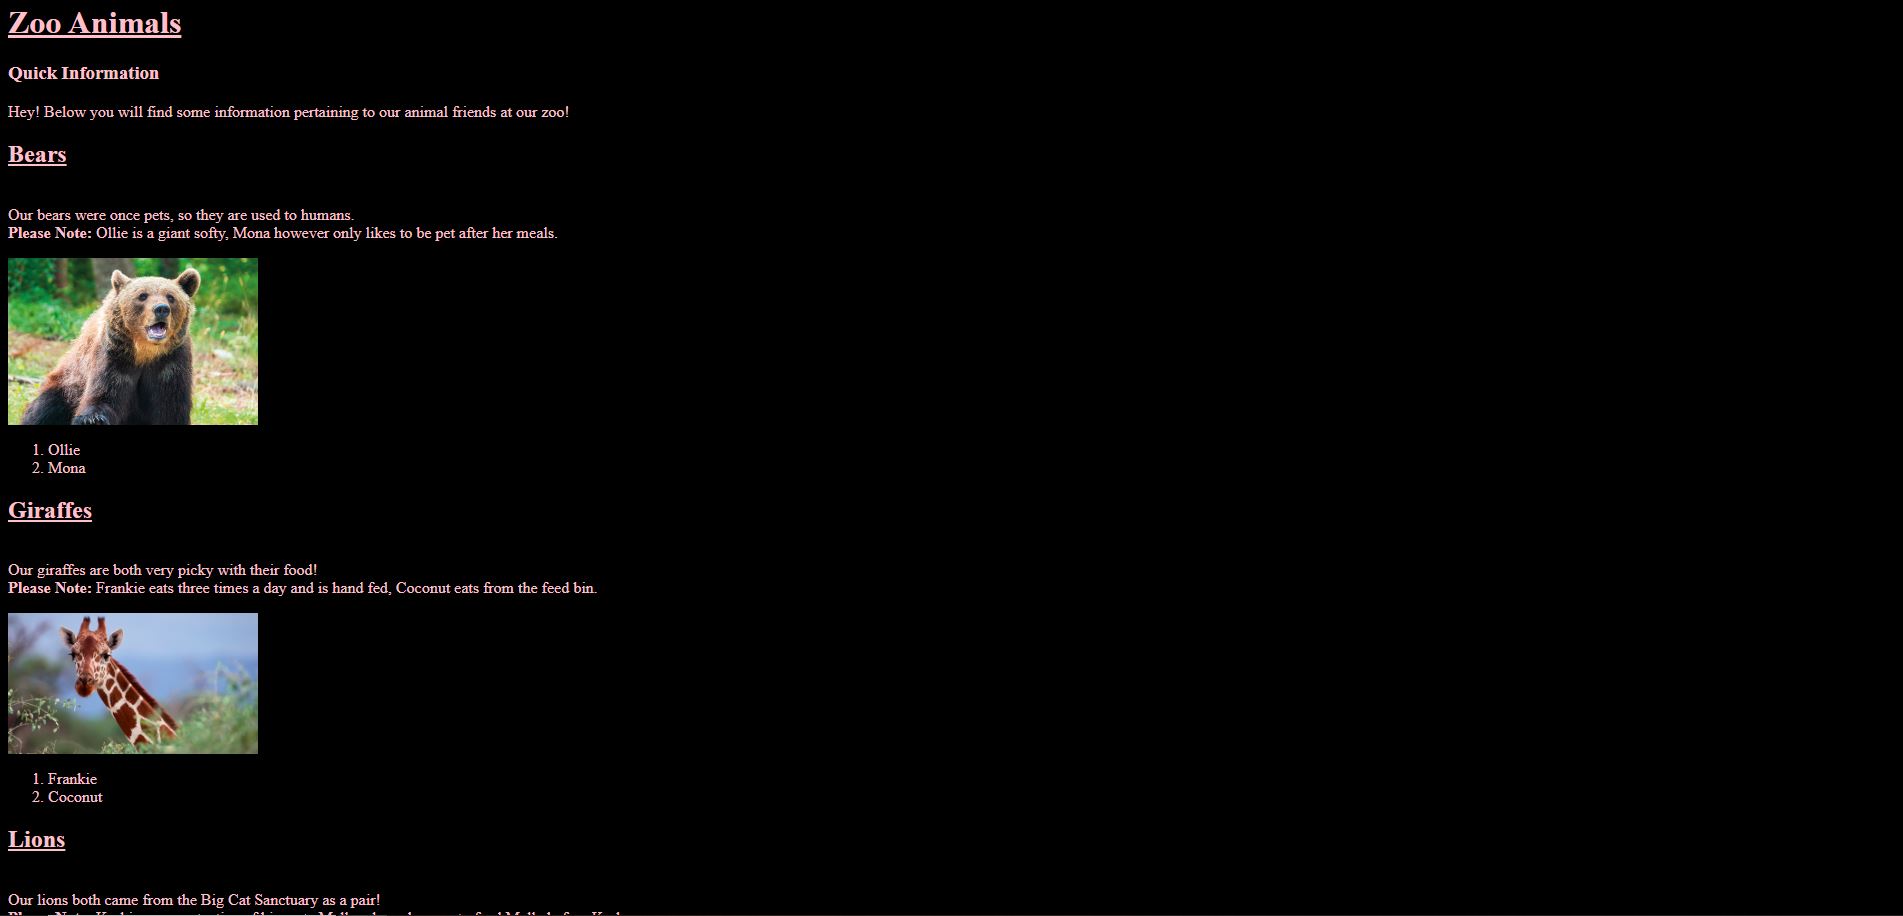 Zoo Animals
Quick Information
Hey! Below you will find some information pertaining to our animal friends at our zoo!
Bears
Our bears were once pets, so they are used to humans.
Please Note: Ollie is a giant softy, Mona however only likes to be pet after her meals.
1. Ollie
2. Mona
Giraffes
Our giraffes are both very picky with their food!
Please Note: Frankie eats three times a day and is hand fed, Coconut eats from the feed bin.
1. Frankie
2. Coconut
Lions
Our lions both came from the Big Cat Sanctuary as a pair!